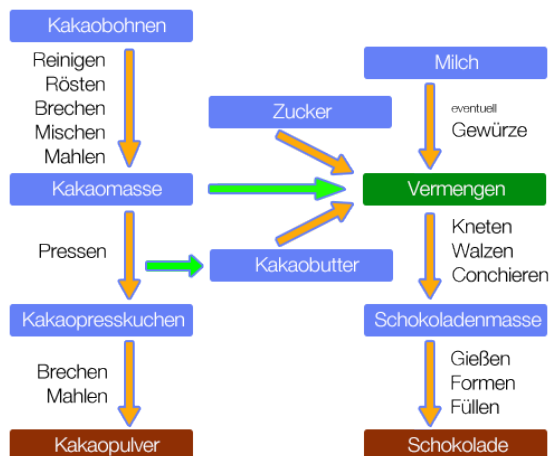 Kakaobohnen
Reinigen
Rösten
Brechen
Mischen
Mahlen
Kakaomasse
Pressen
Kakaopresskuchen
Brechen
Mahlen
Kakaopulver
Zucker
Kakaobutter
Milch
eventuell
Gewürze
Vermengen
Kneten
Walzen
Conchieren
Schokoladenmasse
Gießen
Formen
Füllen
Schokolade